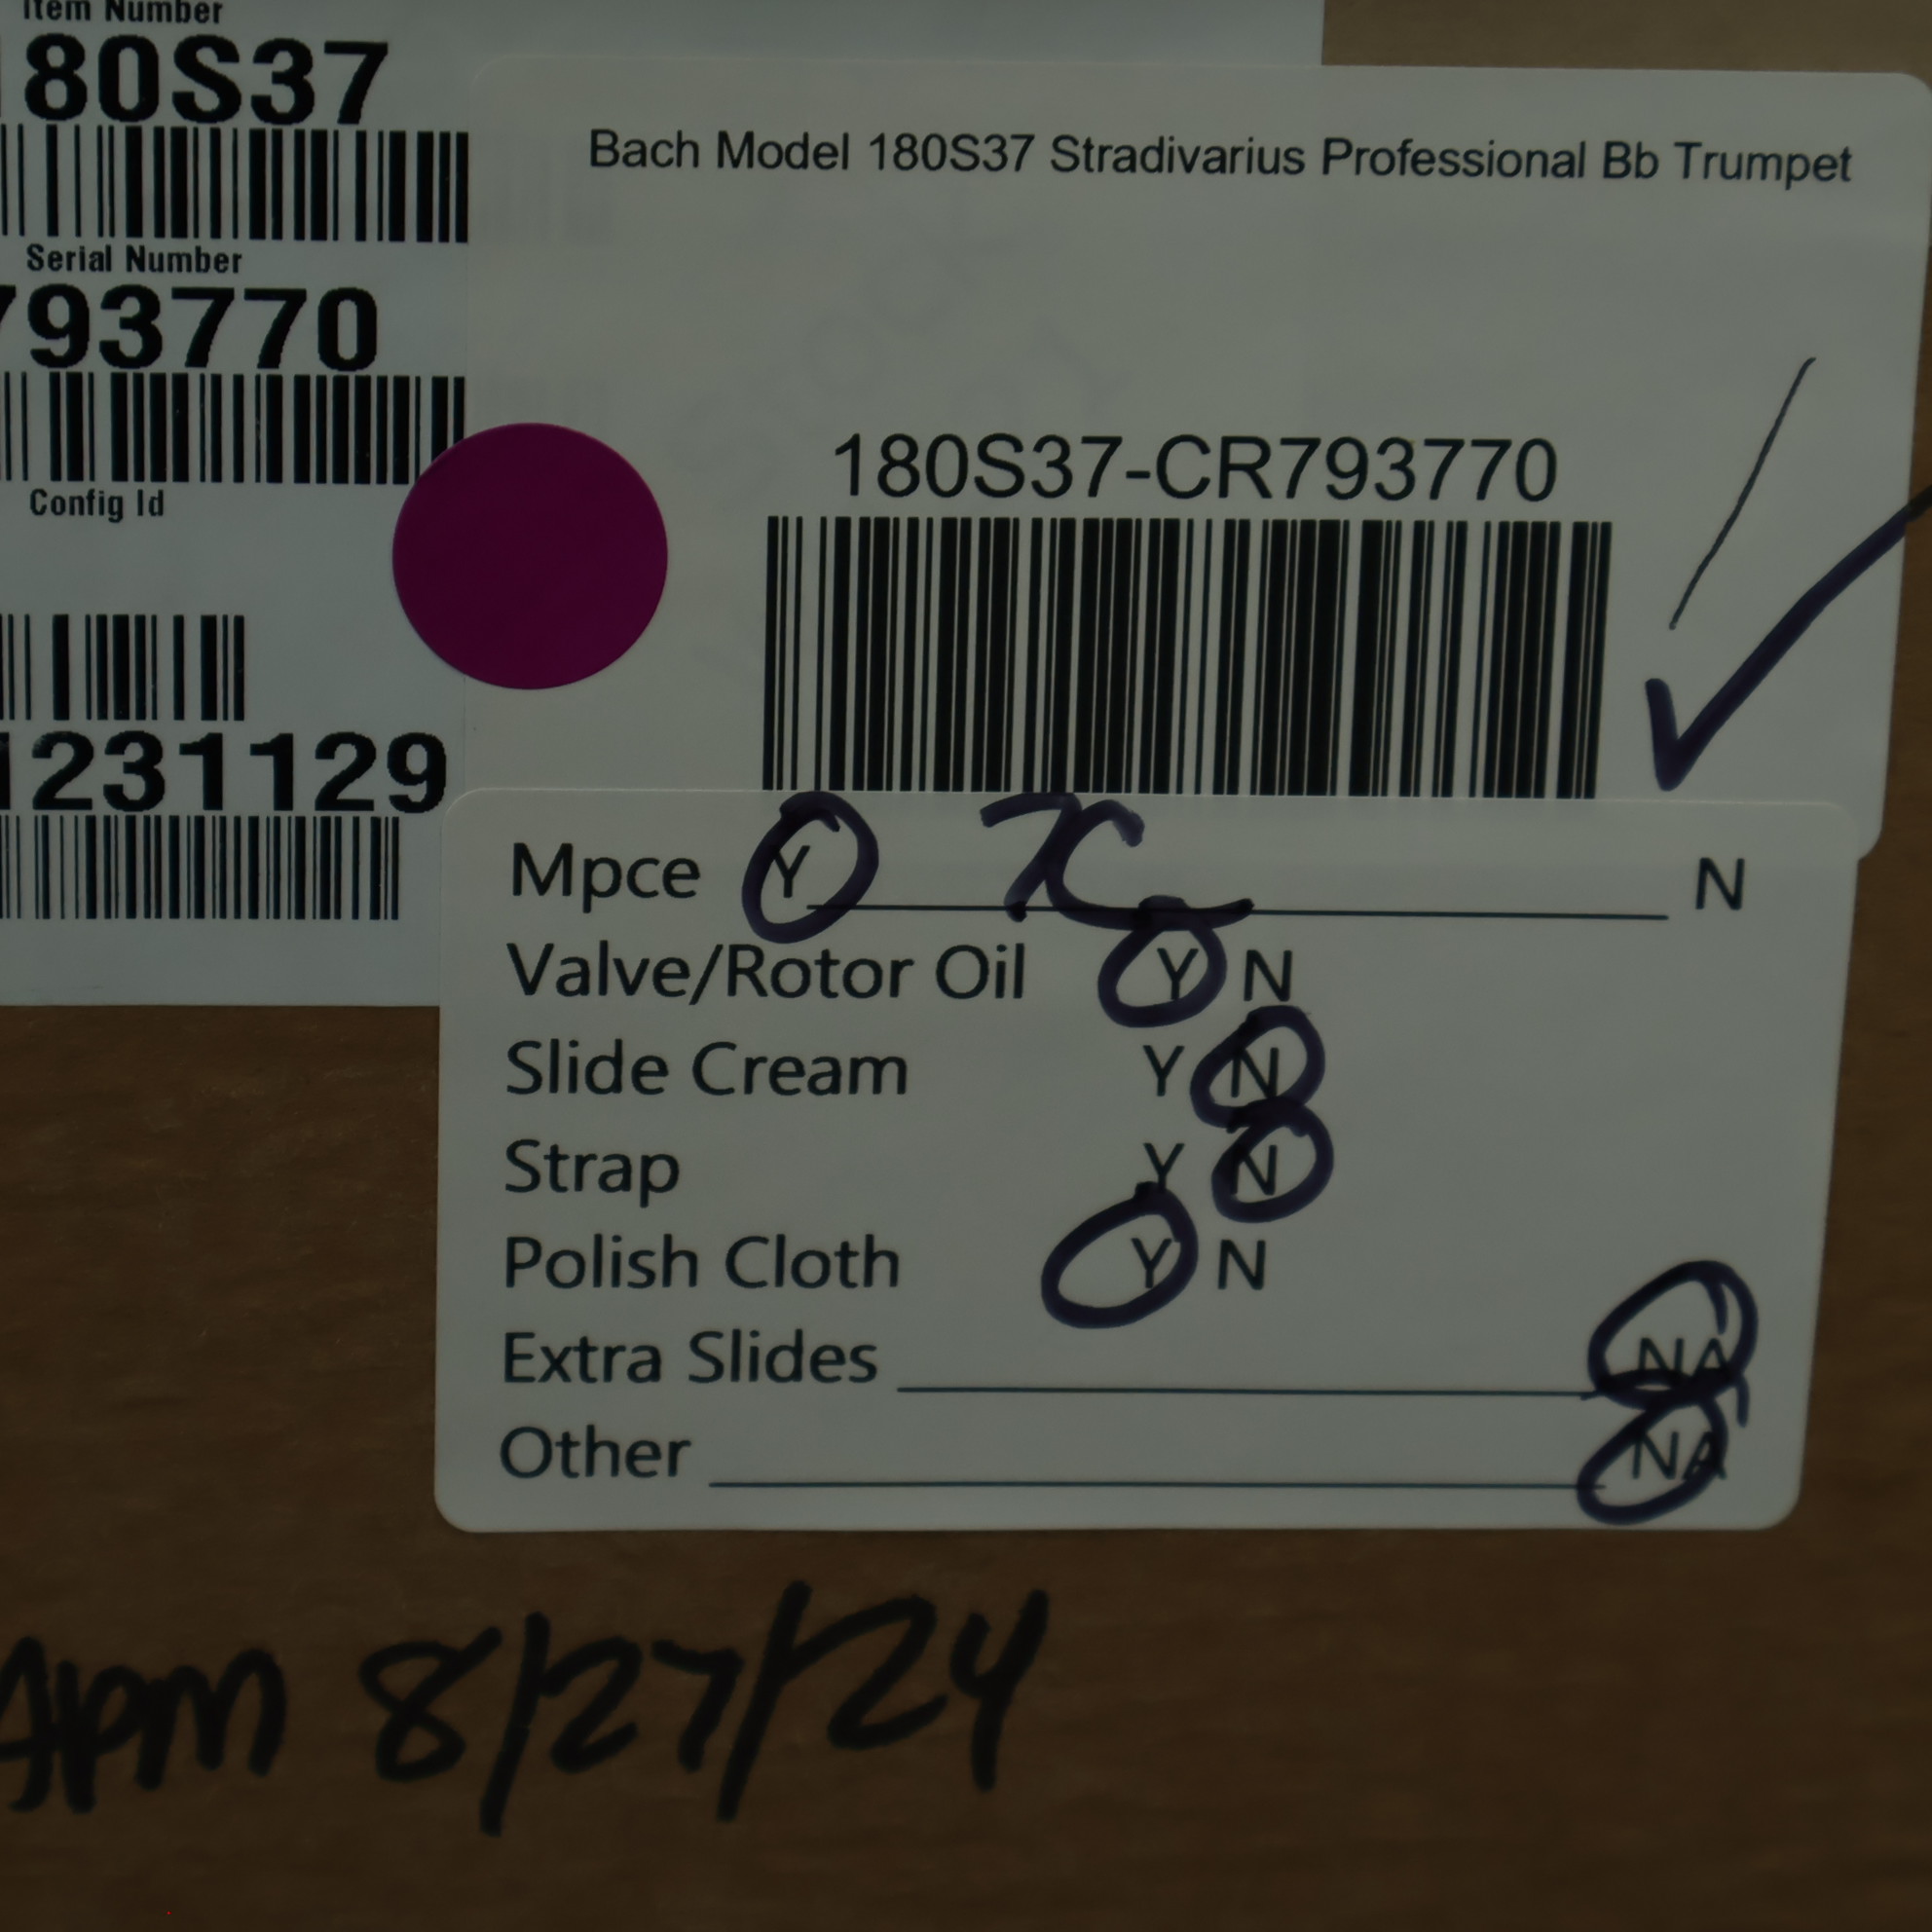 Item Number
180S37
Serial Number
793770
Config Id
1231129
Bach Model 180S37 Stradivarius Professional Bb Trumpet
180S37-CR793770
Mpce Y 7C N
Valve/Rotor Oil Y N
Slide Cream Y N
Strap Y N
Polish Cloth Y N
Extra Slides NA
Other NA
Apm 8/27/24